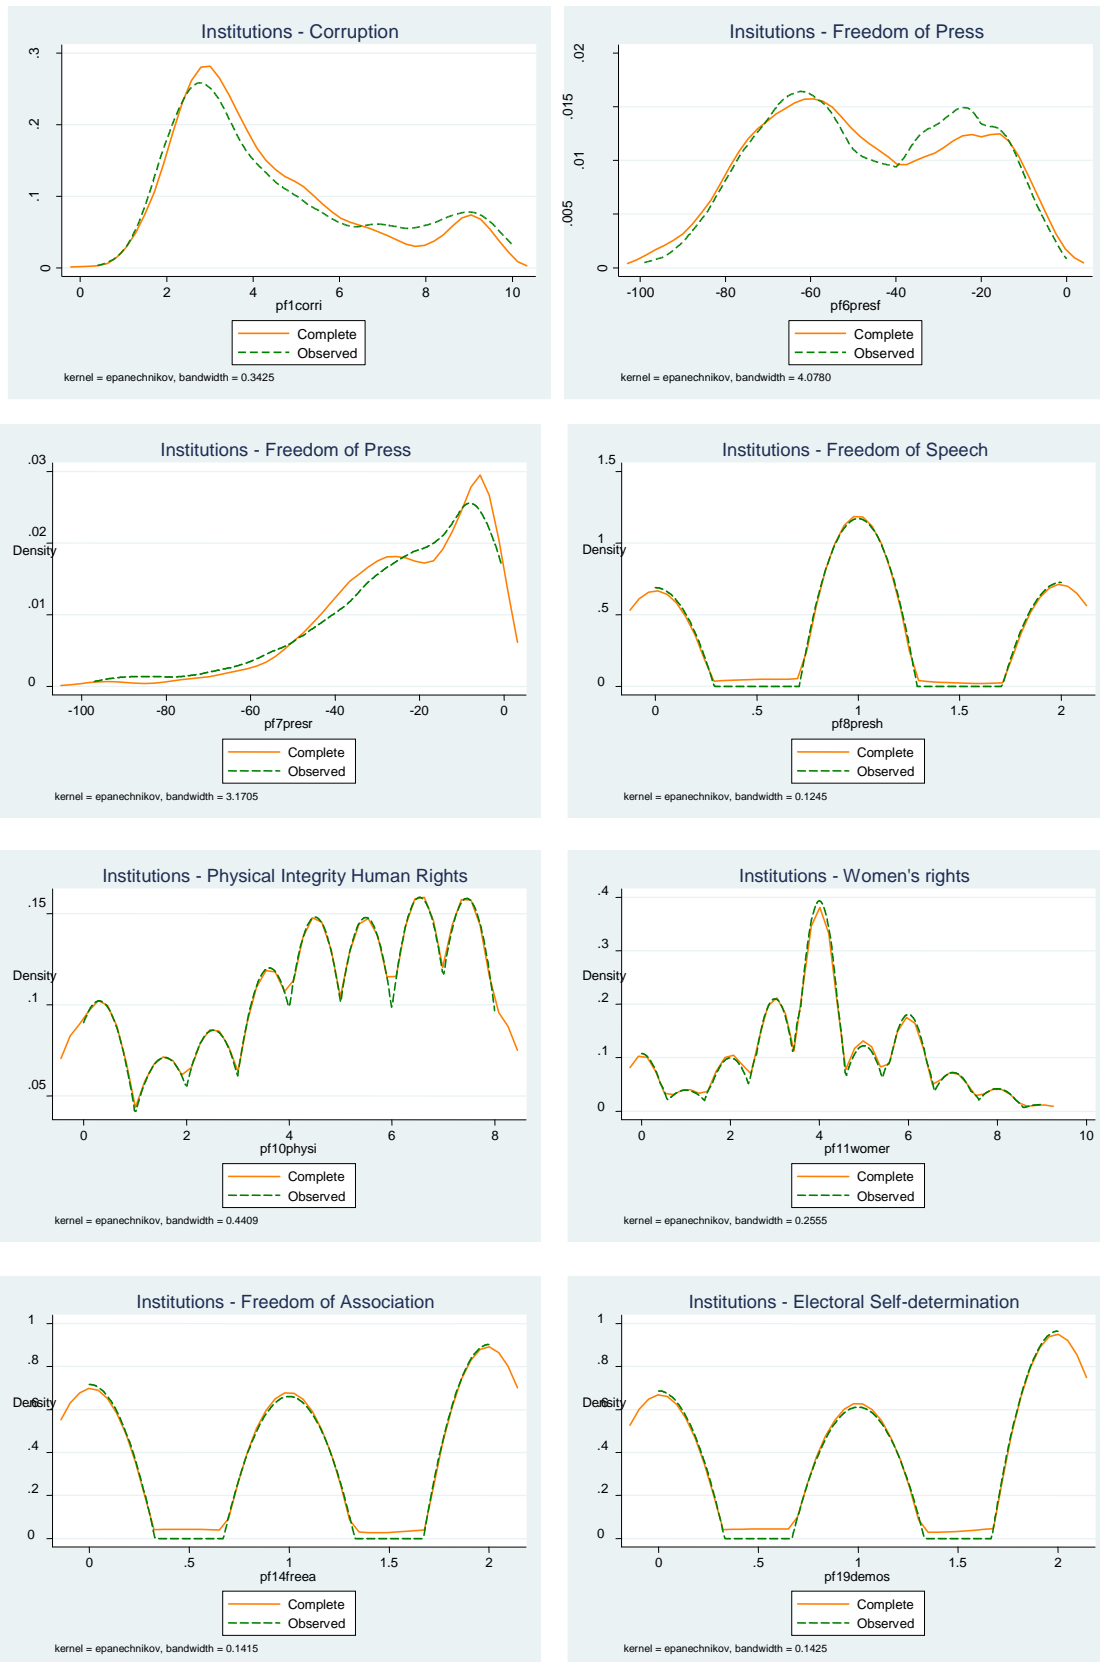 Institutions - Corruption
.3
.2
.1
0
0 2 4 6 8 10
pf1corri
Complete
Observed
kernel = epanechnikov, bandwidth = 0.3425
Insitutions - Freedom of Press
.02
.015
.01
.005
0
-100 -80 -60 -40 -20 0
pf6presf
Complete
Observed
kernel = epanechnikov, bandwidth = 4.0780
Institutions - Freedom of Press
.03
.02
Density
.01
0
-100 -80 -60 -40 -20 0
pf7presr
Complete
Observed
kernel = epanechnikov, bandwidth = 3.1705
Institutions - Freedom of Speech
1.5
1
Density
.5
0
0 .5 1 1.5 2
pf8presh
Complete
Observed
kernel = epanechnikov, bandwidth = 0.1245
Institutions - Physical Integrity Human Rights
.15
Density
.1
.05
0 2 4 6 8
pf10physi
Complete
Observed
kernel = epanechnikov, bandwidth = 0.4409
Institutions - Women's rights
.4
.3
Density
.2
.1
0
0 2 4 6 8 10
pf11womer
Complete
Observed
kernel = epanechnikov, bandwidth = 0.2555
Institutions - Freedom of Association
1
.8
Density
.6
.4
.2
0
0 .5 1 1.5 2
pf14freea
Complete
Observed
kernel = epanechnikov, bandwidth = 0.1415
Institutions - Electoral Self-determination
1
.8
Density
.6
.4
.2
0
0 .5 1 1.5 2
pf19demos
Complete
Observed
kernel = epanechnikov, bandwidth = 0.1425